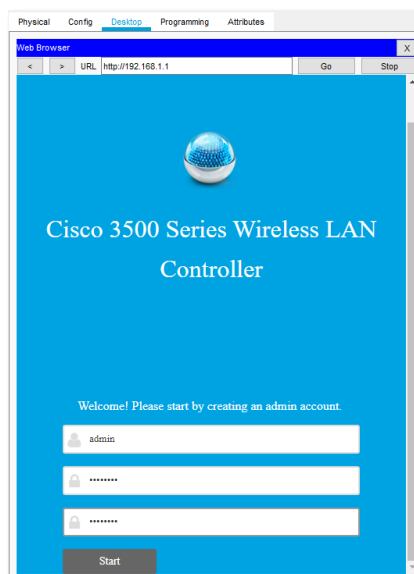 Physical Config Desktop Programming Attributes
Web Browser X
< > URL http://192.168.1.1 Go Stop
Cisco 3500 Series Wireless LAN
Controller
Welcome! Please start by creating an admin account.
admin
••••••••
••••••••
Start